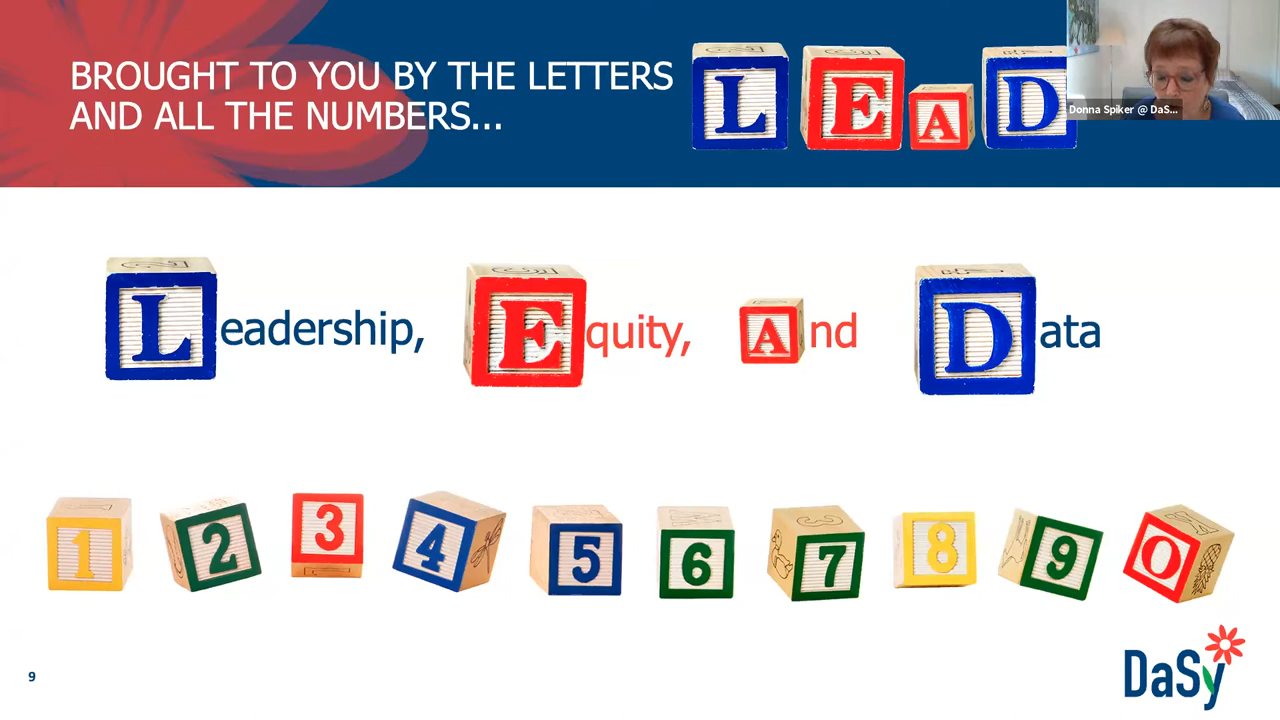 BROUGHT TO YOU BY THE LETTERS
AND ALL THE NUMBERS...
L E A D
Donna Spiker @ DaS...
Leadership, Equity, And Data
1 2 3 4 5 6 7 8 9 0
9
DaSy